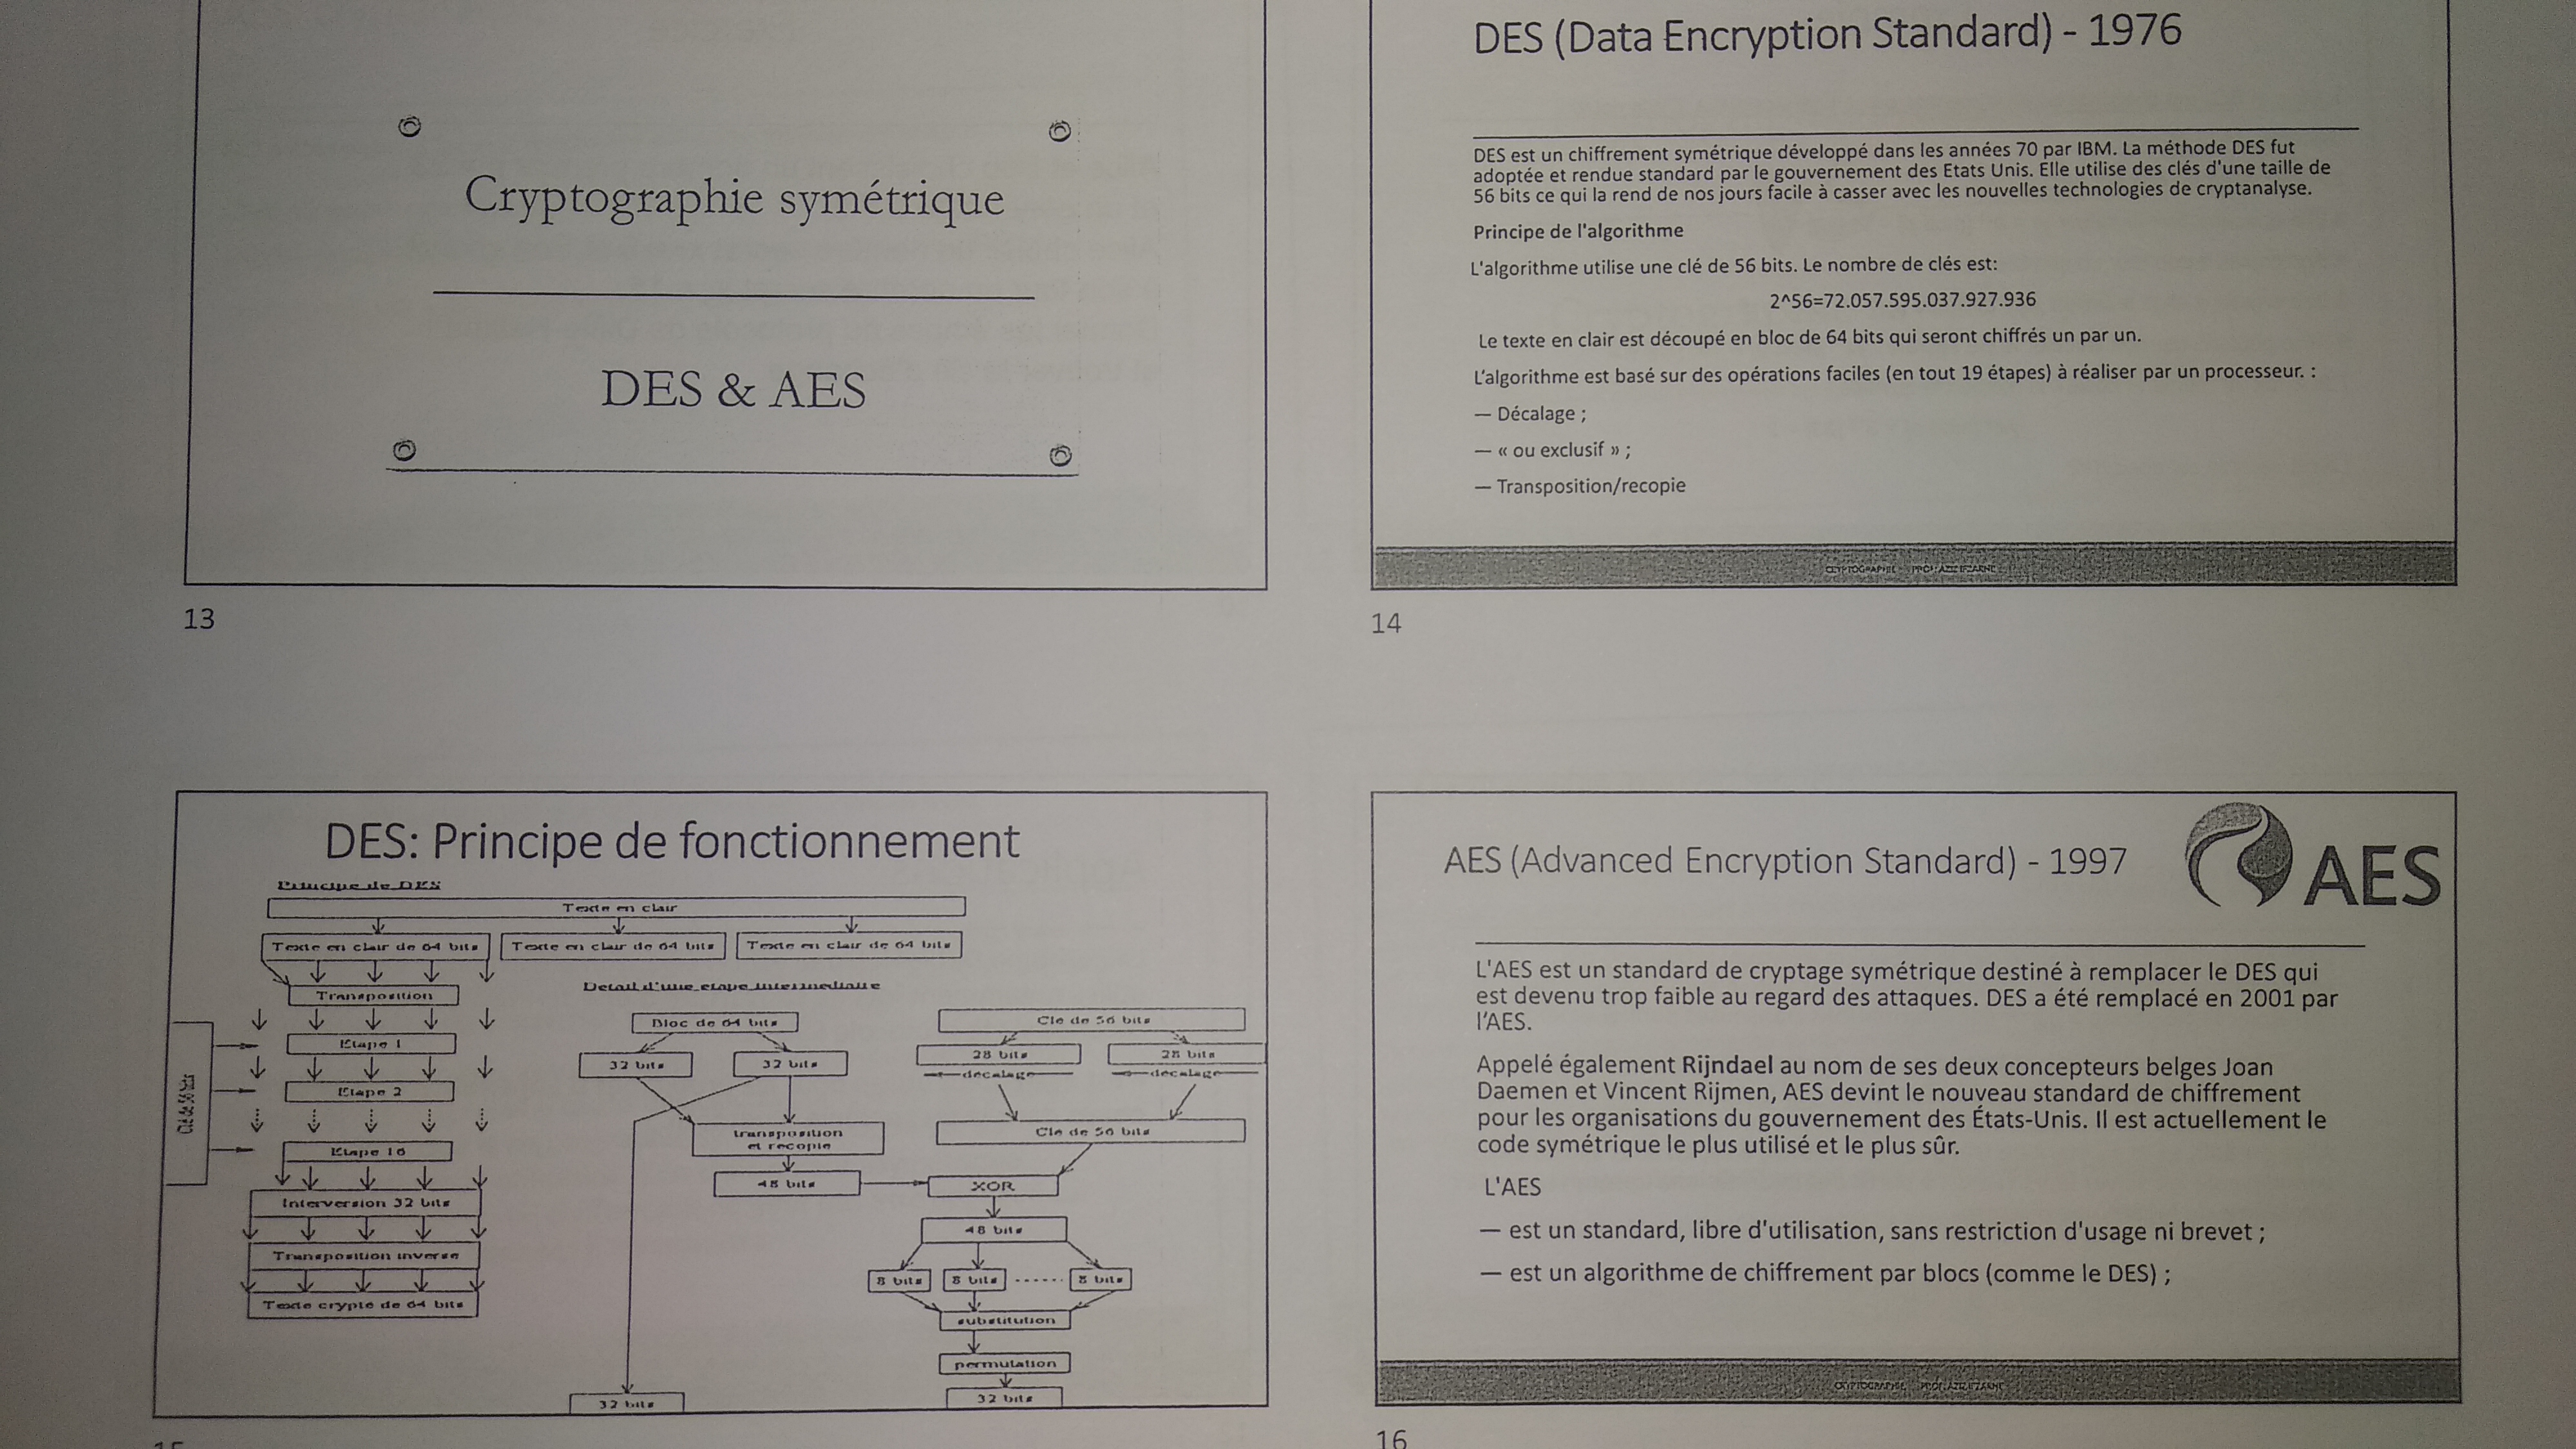 Cryptographie symétrique
DES & AES
13
DES (Data Encryption Standard) - 1976
DES est un chiffrement symétrique développé dans les années 70 par IBM. La méthode DES fut
adoptée et rendue standard par le gouvernement des Etats Unis. Elle utilise des clés d'une taille de
56 bits ce qui la rend de nos jours facile à casser avec les nouvelles technologies de cryptanalyse.
Principe de l'algorithme
L'algorithme utilise une clé de 56 bits. Le nombre de clés est:
2^56=72.057.595.037.927.936
Le texte en clair est découpé en bloc de 64 bits qui seront chiffrés un par un.
L'algorithme est basé sur des opérations faciles (en tout 19 étapes) à réaliser par un processeur. :
— Décalage ;
— « ou exclusif » ;
— Transposition/recopie
14
DES: Principe de fonctionnement
Principe de DES
Texte en clair
Texte en clair de 64 bits
Texte en clair de 64 bits
Texte en clair de 64 bits
Transposition
Etape 1
Etape 2
Etape 16
Interversion 32 bits
Transposition inverse
Texte crypte de 64 bits
Detail d'une etape intermediaire
Bloc de 64 bits
32 bits
32 bits
transposition
et recopie
48 bits
Cle de 56 bits
28 bits
28 bits
decalage
decalage
Cle de 56 bits
XOR
48 bits
8 bits
8 bits
8 bits
substitution
permutation
32 bits
32 bits
15
AES (Advanced Encryption Standard) - 1997
AES
L'AES est un standard de cryptage symétrique destiné à remplacer le DES qui
est devenu trop faible au regard des attaques. DES a été remplacé en 2001 par
l'AES.
Appelé également Rijndael au nom de ses deux concepteurs belges Joan
Daemen et Vincent Rijmen, AES devint le nouveau standard de chiffrement
pour les organisations du gouvernement des États-Unis. Il est actuellement le
code symétrique le plus utilisé et le plus sûr.
L'AES
— est un standard, libre d'utilisation, sans restriction d'usage ni brevet ;
— est un algorithme de chiffrement par blocs (comme le DES) ;
16